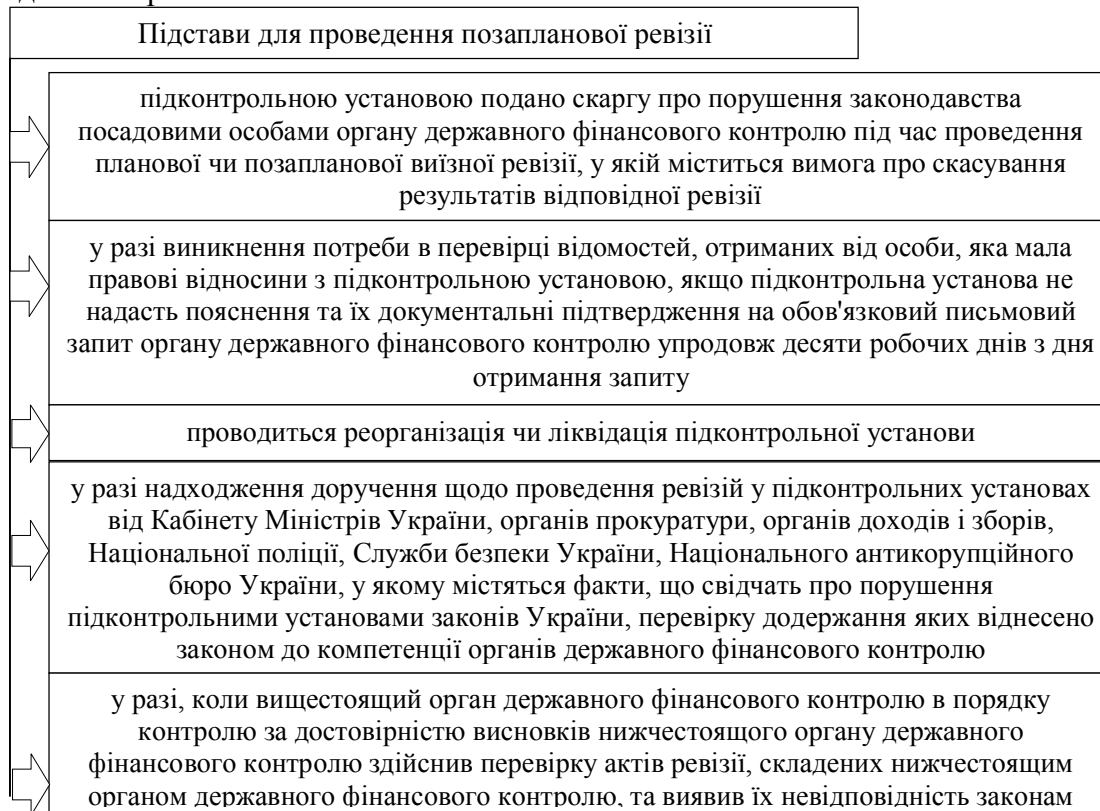 Підстави для проведення позапланової ревізії
підконтрольною установою подано скаргу про порушення законодавства
посадовими особами органу державного фінансового контролю під час проведення
планової чи позапланової виїзної ревізії, у якій міститься вимога про скасування
результатів відповідної ревізії
у разі виникнення потреби в перевірці відомостей, отриманих від особи, яка мала
правові відносини з підконтрольною установою, якщо підконтрольна установа не
надасть пояснення та їх документальні підтвердження на обов'язковий письмовий
запит органу державного фінансового контролю упродовж десяти робочих днів з дня
отримання запиту
проводиться реорганізація чи ліквідація підконтрольної установи
у разі надходження доручення щодо проведення ревізій у підконтрольних установах
від Кабінету Міністрів України, органів прокуратури, органів доходів і зборів,
Національної поліції, Служби безпеки України, Національного антикорупційного
бюро України, у якому містяться факти, що свідчать про порушення
підконтрольними установами законів України, перевірку додержання яких віднесено
законом до компетенції органів державного фінансового контролю
у разі, коли вищестоящий орган державного фінансового контролю в порядку
контролю за достовірністю висновків нижчестоящого органу державного
фінансового контролю здійснив перевірку актів ревізії, складених нижчестоящим
органом державного фінансового контролю, та виявив їх невідповідність законам